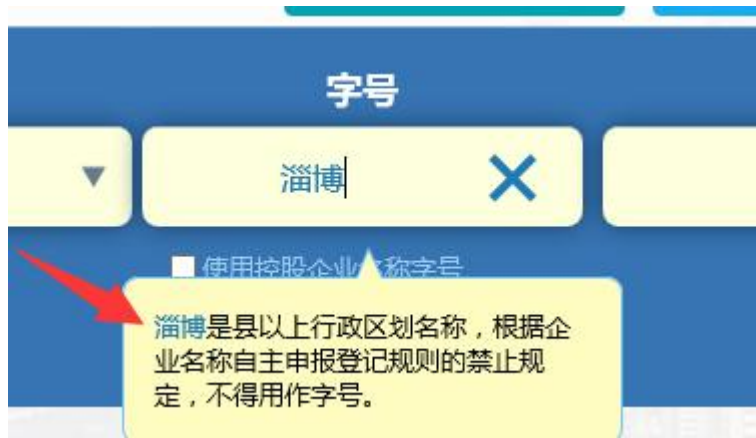 字号
淄博
使用控股企业名称字号
淄博是县以上行政区划名称，根据企
业名称自主申报登记规则的禁止规
定，不得用作字号。